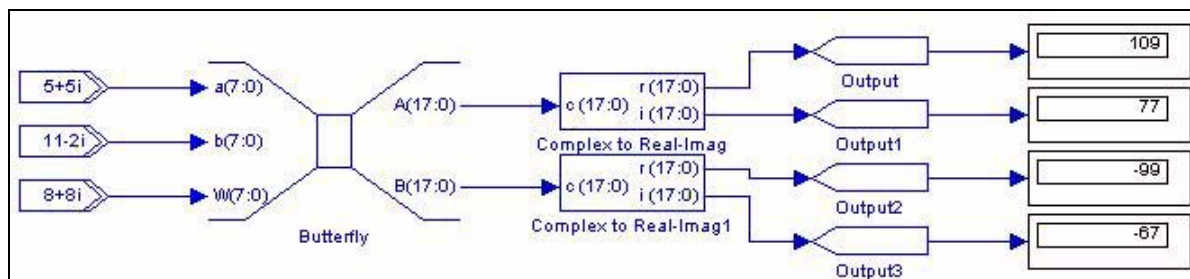 5+5i
a(7:0)
11-2i
b(7:0)
8+8i
W(7:0)
Butterfly
A(17:0)
B(17:0)
c(17:0)
r(17:0)
i(17:0)
Complex to Real-Imag
c(17:0)
r(17:0)
i(17:0)
Complex to Real-Imag1
Output
109
Output1
77
Output2
-99
Output3
-67